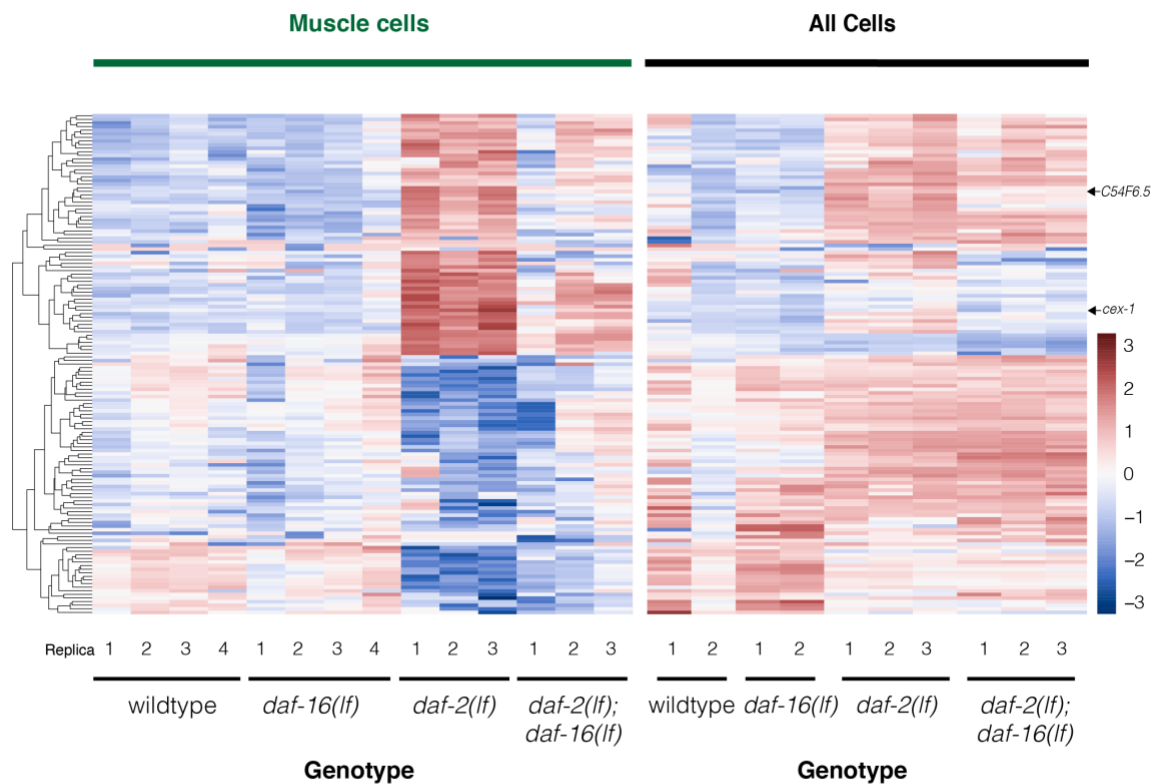 Muscle cells
All Cells
C54F6.5
cex-1
3
2
1
0
−1
−2
−3
Replica 1 2 3 4 1 2 3 4 1 2 3 1 2 3 1 2 1 2 1 2 3 1 2 3
wildtype daf-16(lf) daf-2(lf) daf-2(lf); wildtype daf-16(lf) daf-2(lf) daf-2(lf);
daf-16(lf) daf-16(lf)
Genotype Genotype